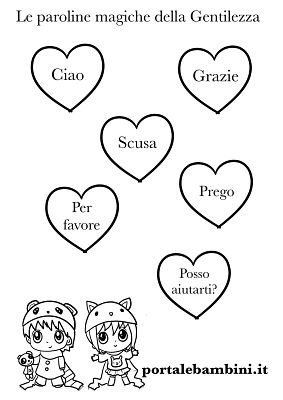 Le paroline magiche della Gentilezza
Ciao
Grazie
Scusa
Prego
Per
favore
Posso
aiutarti?
portalebambini.it